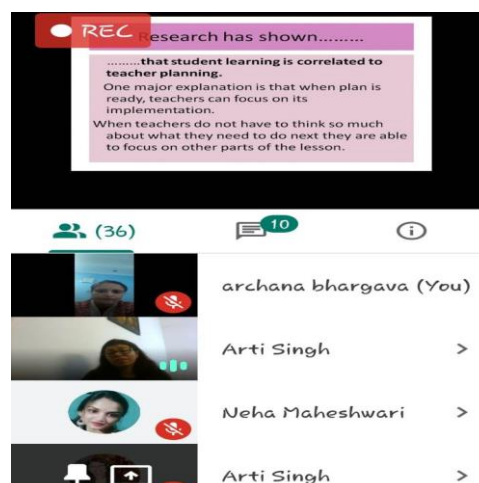 REC
esearch has shown.........
.........that student learning is correlated to
teacher planning.
One major explanation is that when plan is
ready, teachers can focus on its
implementation.
When teachers do not have to think so much
about what they need to do next they are able
to focus on other parts of the lesson.
(36)
10
archana bhargava (You)
Arti Singh
Neha Maheshwari
Arti Singh